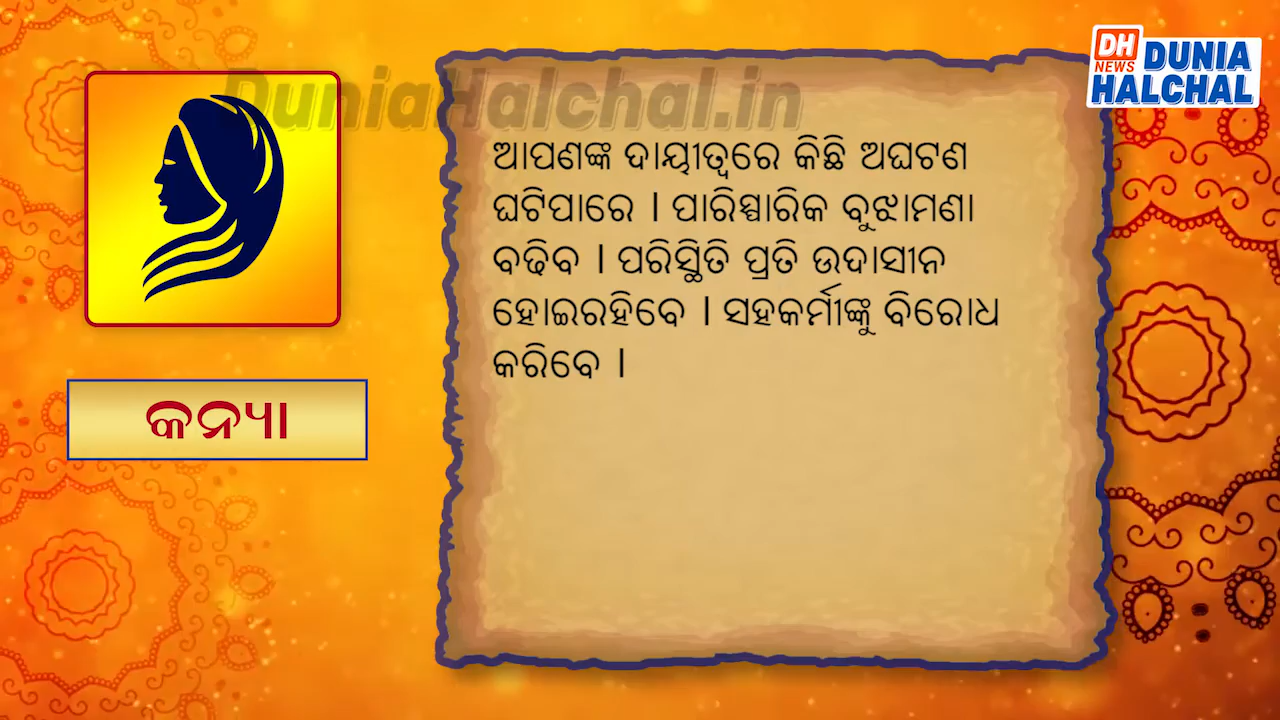 DH
NEWS
DUNIA
HALCHAL
DuniaHalchal.in
ଆପଣଙ୍କ ଦାୟୀତ୍ୱରେ କିଛି ଅଘଟଣ
ଘଟିପାରେ । ପାରିସ୍ପାରିକ ବୁଝାମଣା
ବଢିବ । ପରିସ୍ଥିତି ପ୍ରତି ଉଦାସୀନ
ହୋଇରହିବେ । ସହକର୍ମୀଙ୍କୁ ବିରୋଧ
କରିବେ ।
କନ୍ୟା